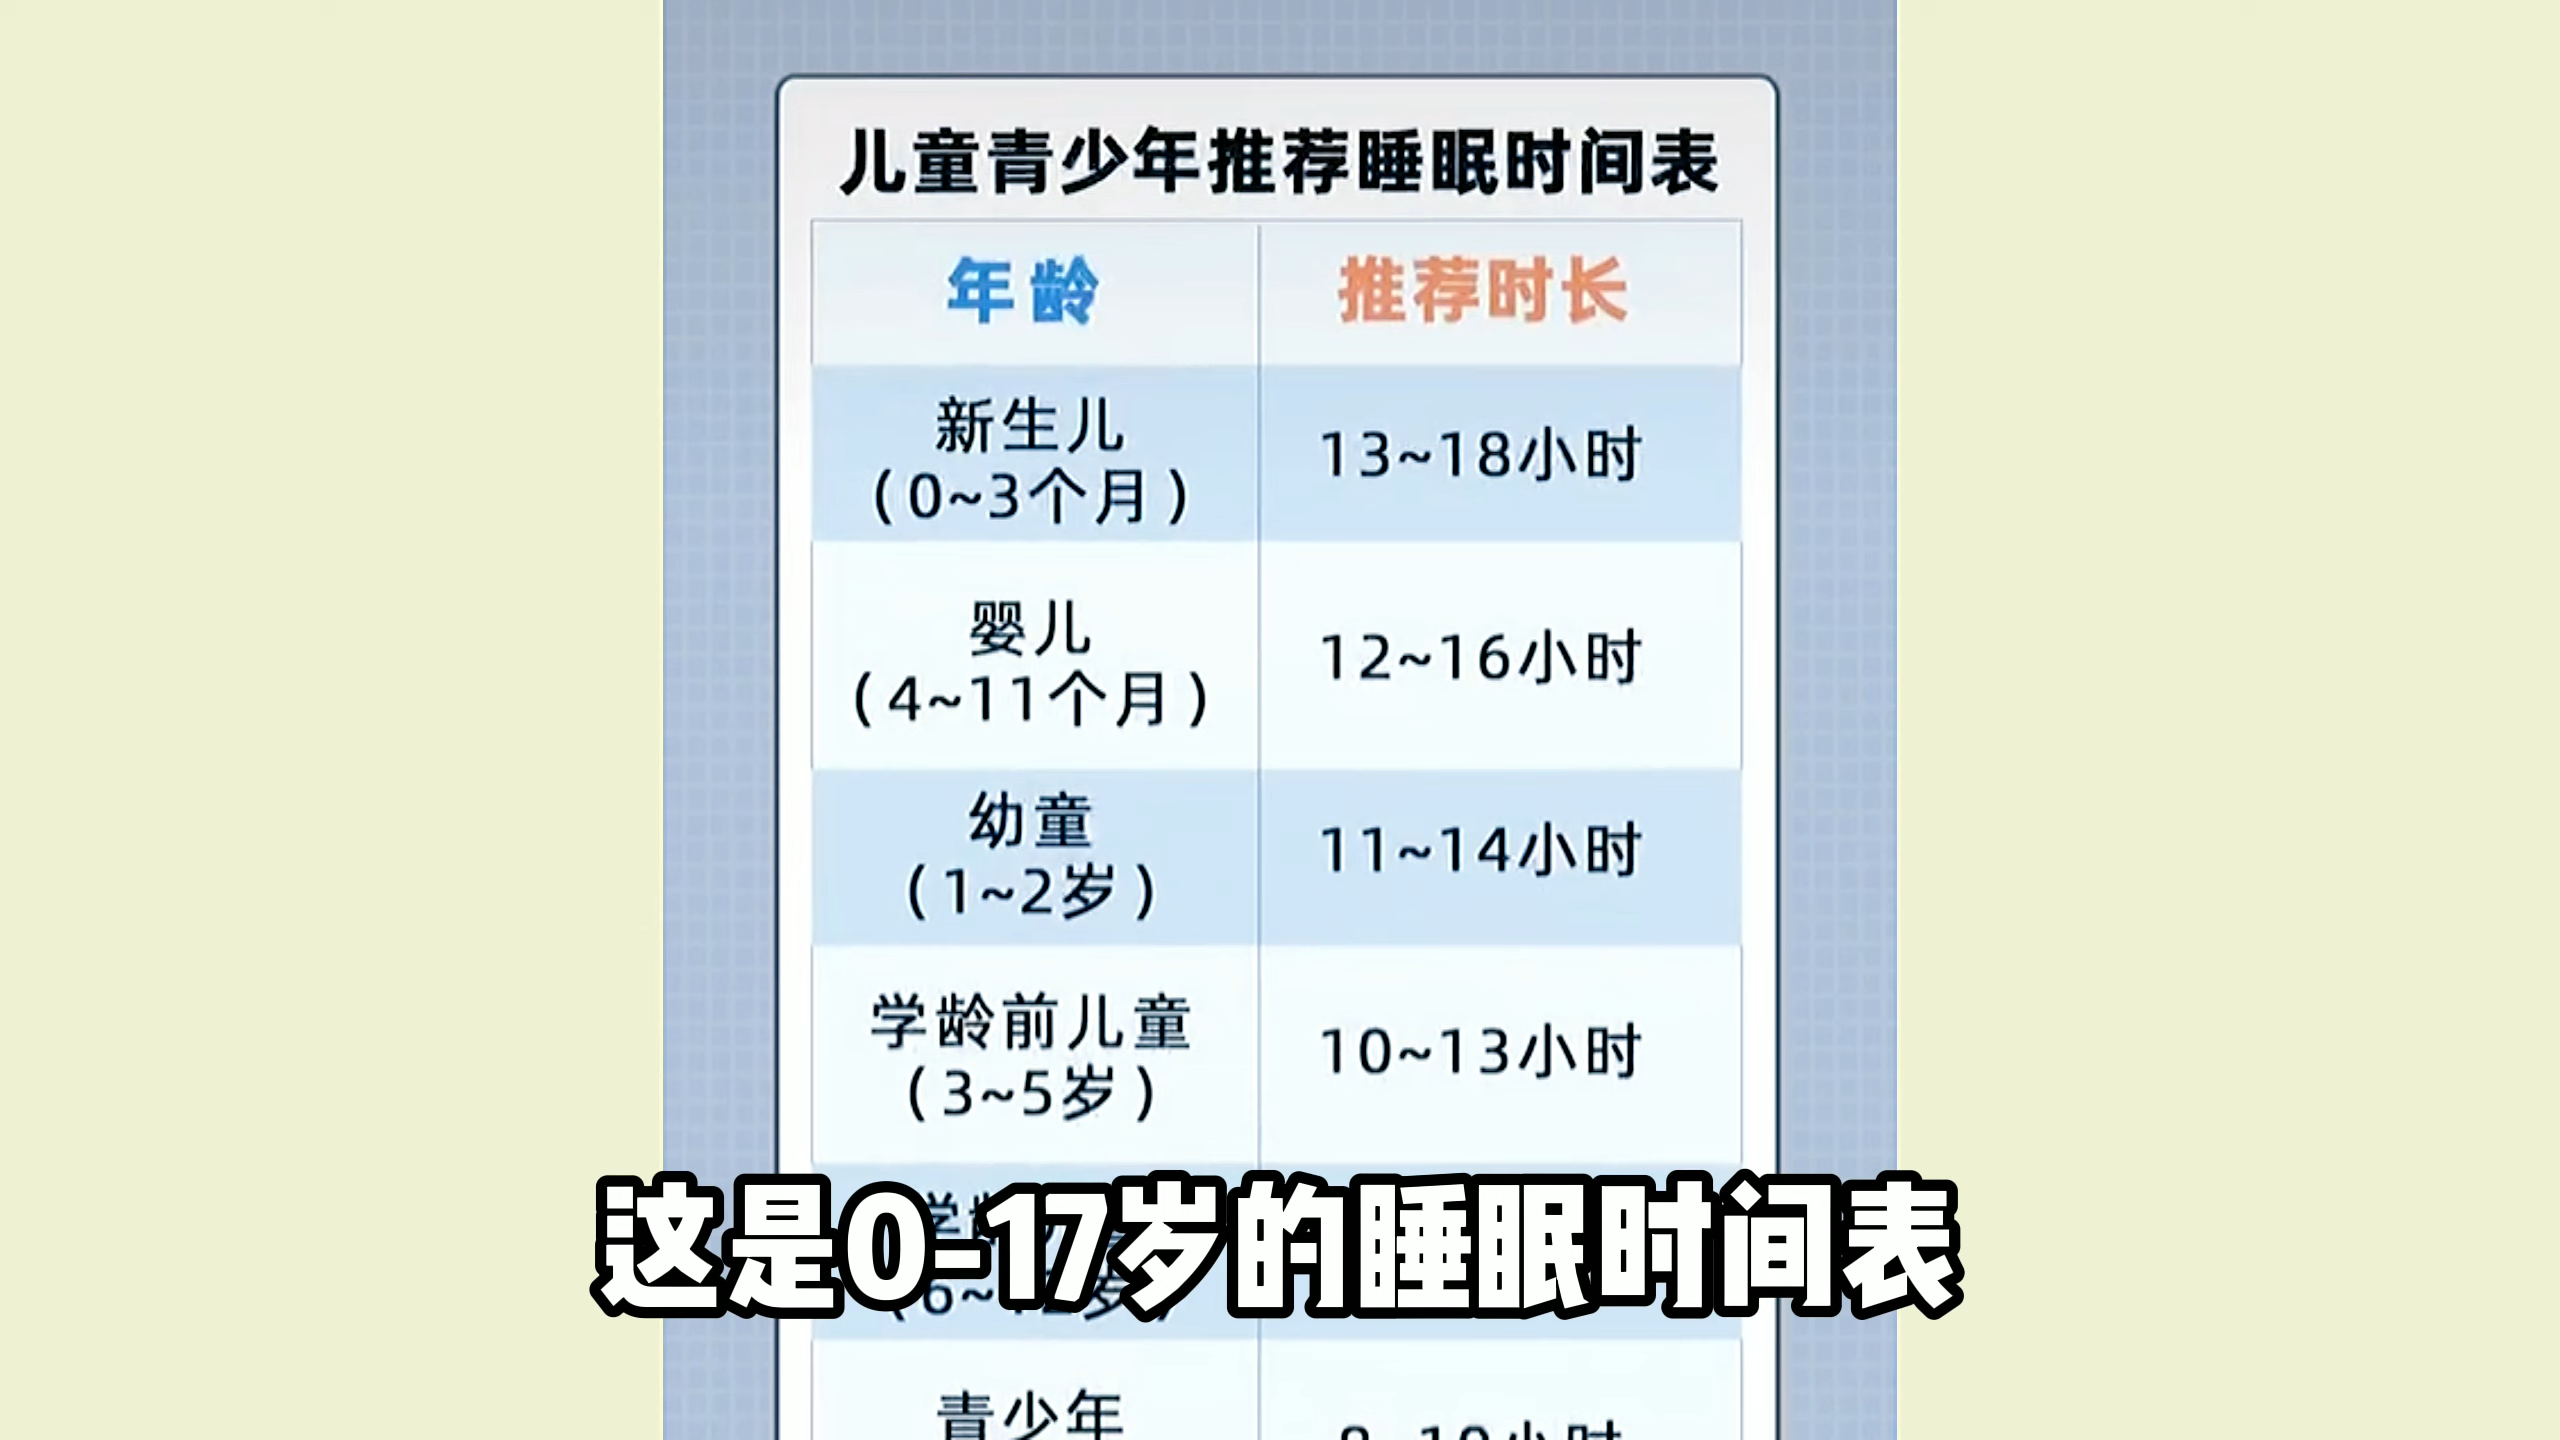 儿童青少年推荐睡眠时间表
年龄 推荐时长
新生儿
(0~3个月)
13~18小时
婴儿
(4~11个月)
12~16小时
幼童
(1~2岁)
11~14小时
学龄前儿童
(3~5岁)
10~13小时
这是0-17岁的睡眠时间表
青少年